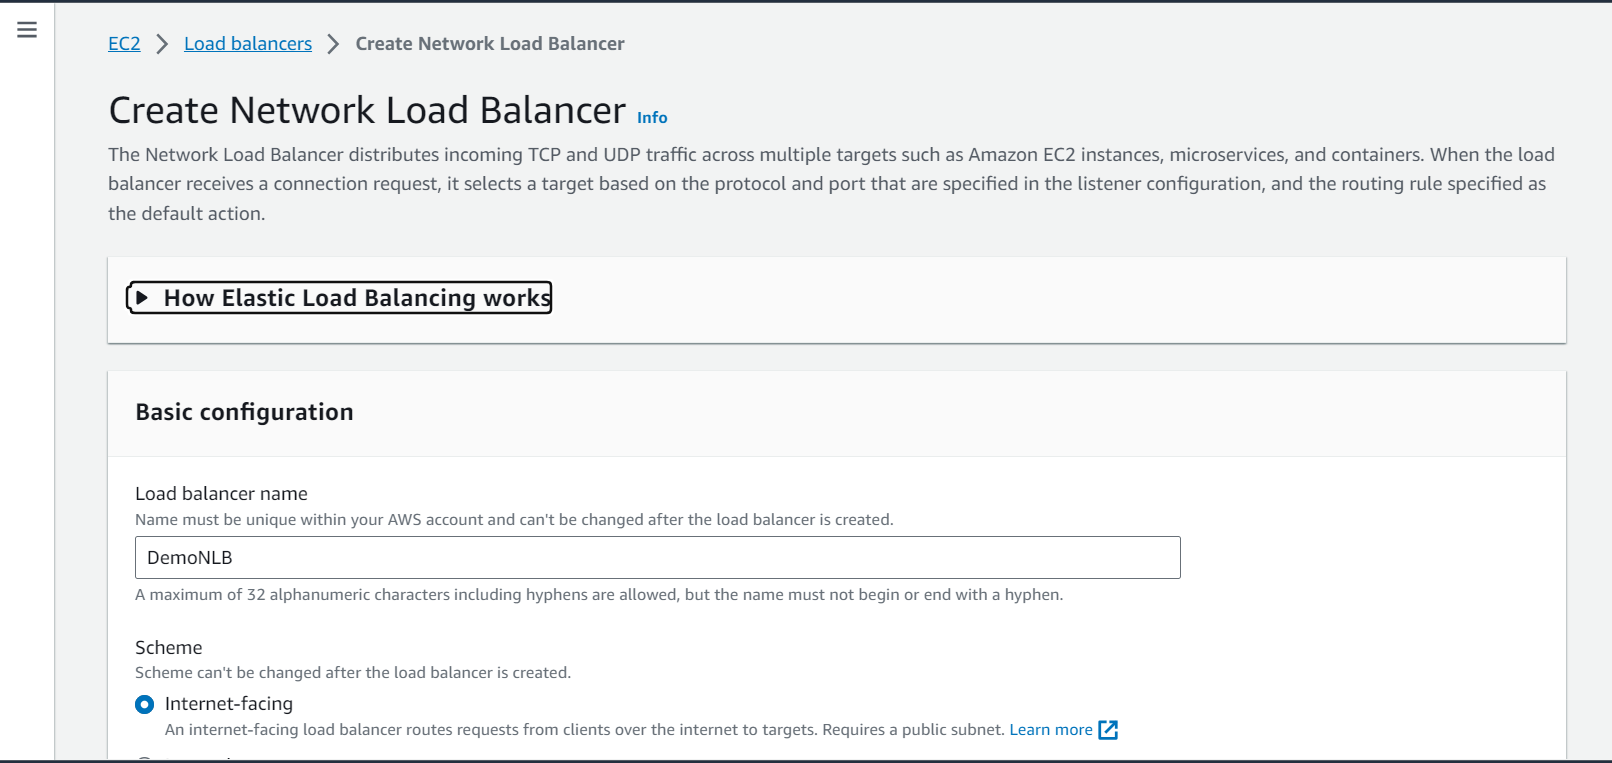 EC2 > Load balancers > Create Network Load Balancer
Create Network Load Balancer Info
The Network Load Balancer distributes incoming TCP and UDP traffic across multiple targets such as Amazon EC2 instances, microservices, and containers. When the load
balancer receives a connection request, it selects a target based on the protocol and port that are specified in the listener configuration, and the routing rule specified as
the default action.
How Elastic Load Balancing works
Basic configuration
Load balancer name
Name must be unique within your AWS account and can't be changed after the load balancer is created.
DemoNLB
A maximum of 32 alphanumeric characters including hyphens are allowed, but the name must not begin or end with a hyphen.
Scheme
Scheme can't be changed after the load balancer is created.
Internet-facing
An internet-facing load balancer routes requests from clients over the internet to targets. Requires a public subnet. Learn more